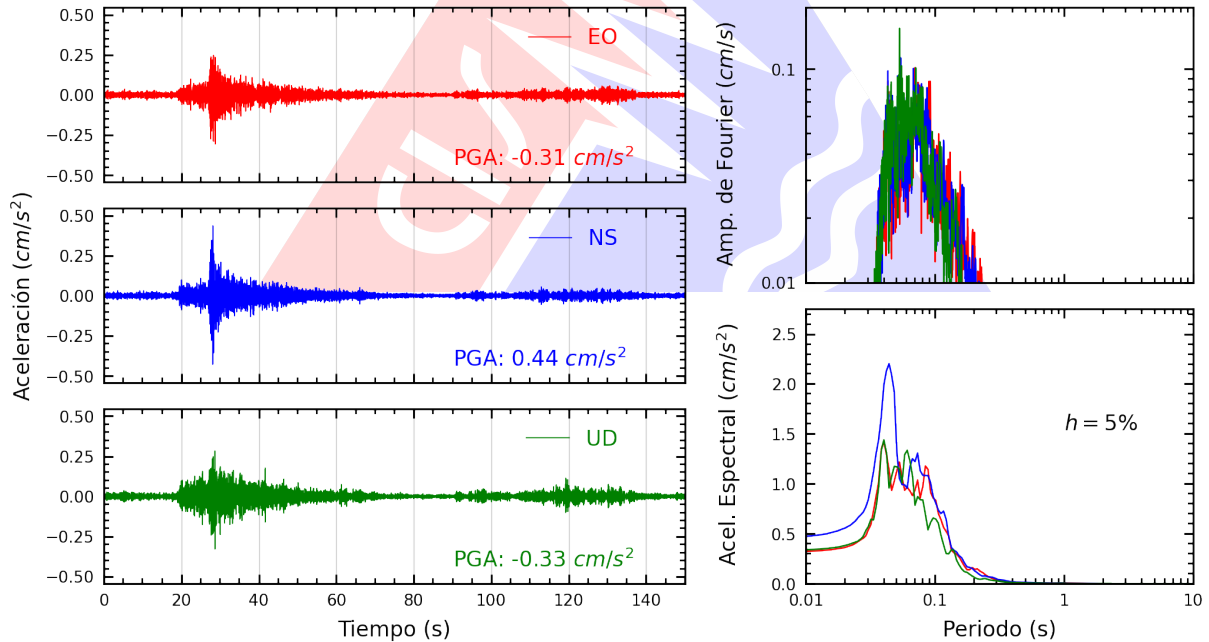 0.50
0.25
0.00
−0.25
−0.50
EO
PGA: -0.31 cm/s²
0.50
0.25
0.00
−0.25
−0.50
NS
PGA: 0.44 cm/s²
0.50
0.25
0.00
−0.25
−0.50
UD
PGA: -0.33 cm/s²
0 20 40 60 80 100 120 140
Tiempo (s)
Aceleración (cm/s²)
0.1
0.01
Amp. de Fourier (cm/s)
2.5
2.0
1.5
1.0
0.5
0.0
h = 5%
Acel. Espectral (cm/s²)
0.01 0.1 1 10
Periodo (s)